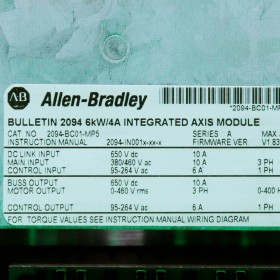 AB Allen-Bradley
*2094-BC01-MP
BULLETIN 2094 6kW/4A INTEGRATED AXIS MODULE
CAT. NO. 2094-BC01-MP5 SERIES A MAX
INSTRUCTION MANUAL 2094-IN001x-xx-x FIRMWARE VER. V1.83
DC LINK INPUT 650 V dc 10 A
MAIN INPUT 380/460 V ac 10 A 3 PH
CONTROL INPUT 95-264 V ac 6 A 1 PH
BUSS OUTPUT 650 V dc 10 A
MOTOR OUTPUT 0-460 V rms 3 PH 0-400 H
CONTROL OUTPUT 95-264 V ac 6 A 1 PH
FOR TORQUE VALUES SEE INSTRUCTION MANUAL WIRING DIAGRAM